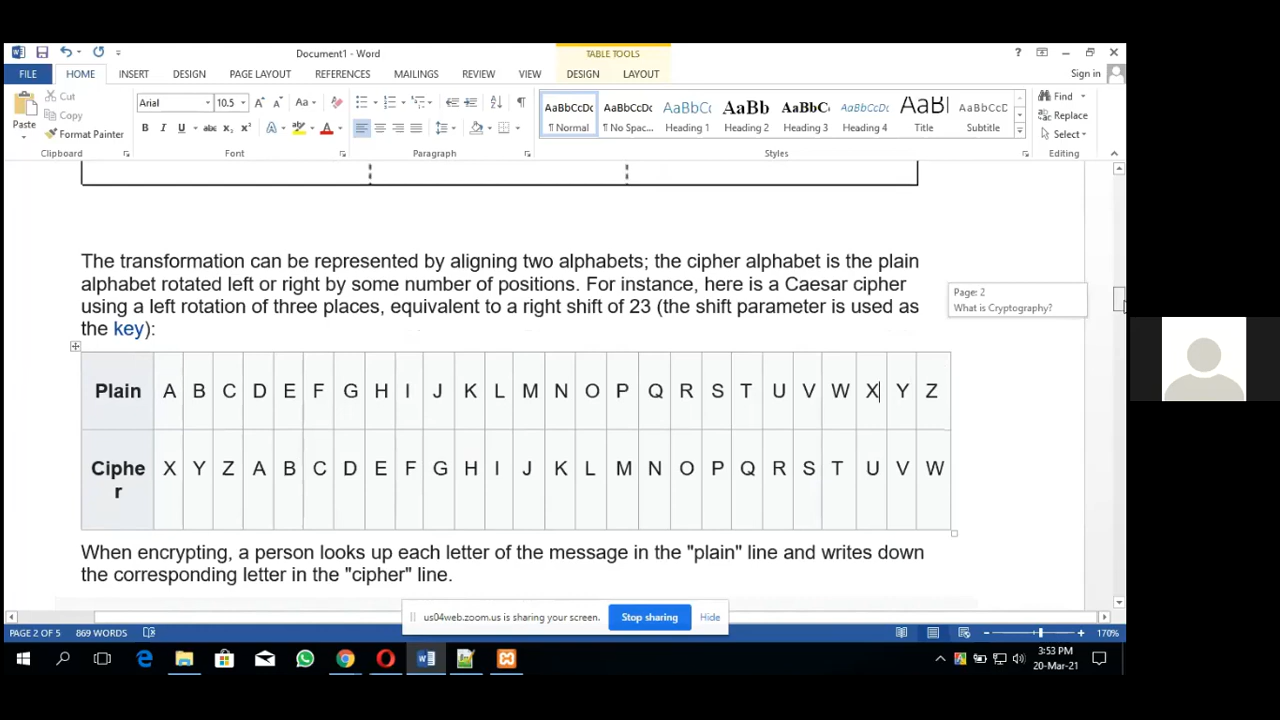 Document1 - Word
TABLE TOOLS
?
FILE HOME INSERT DESIGN PAGE LAYOUT REFERENCES MAILINGS REVIEW VIEW DESIGN LAYOUT Sign in
Paste
Cut
Copy
Format Painter
Clipboard
Arial 10.5
Font
Paragraph
AaBbCcDc AaBbCcDc AaBbC( AaBb AaBbC( AaBbCcDc AaB AaBbCcD
¶ Normal ¶ No Spac... Heading 1 Heading 2 Heading 3 Heading 4 Title Subtitle
Styles
Find
Replace
Select
Editing
The transformation can be represented by aligning two alphabets; the cipher alphabet is the plain
alphabet rotated left or right by some number of positions. For instance, here is a Caesar cipher
using a left rotation of three places, equivalent to a right shift of 23 (the shift parameter is used as
the key):
Page: 2
What is Cryptography?
Plain A B C D E F G H I J K L M N O P Q R S T U V W X Y Z
Ciphe X Y Z A B C D E F G H I J K L M N O P Q R S T U V W
r
When encrypting, a person looks up each letter of the message in the "plain" line and writes down
the corresponding letter in the "cipher" line.
us04web.zoom.us is sharing your screen. Stop sharing Hide
PAGE 2 OF 5 869 WORDS 170%
3:53 PM
20-Mar-21